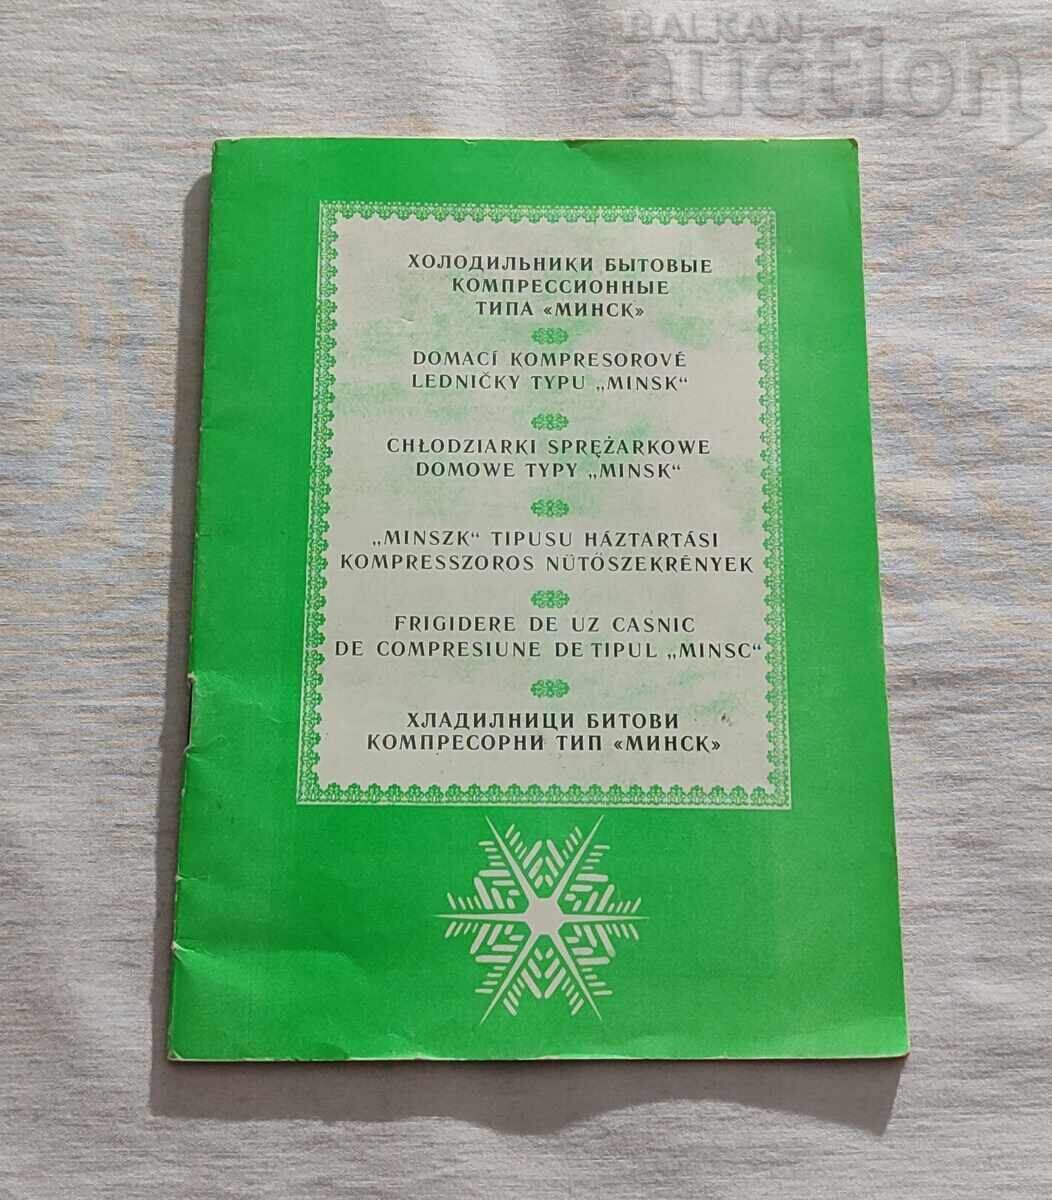 BALKAN
auction
ХОЛОДИЛЬНИКИ БЫТОВЫЕ
КОМПРЕССИОННЫЕ
ТИПА «МИНСК»
DOMACÍ KOMPRESOROVÉ
LEDNIČKY TYPU „MINSK“
CHŁODZIARKI SPRĘŻARKOWE
DOMOWE TYPY „MINSK“
„MINSZK“ TIPUSU HÁZTARTÁSI
KOMPRESSZOROS NÜTÖSZEKRÉNYEK
FRIGIDERE DE UZ CASNIC
DE COMPRESIUNE DE TIPUL „MINSC“
ХЛАДИЛНИЦИ БИТОВИ
КОМПРЕСОРНИ ТИП «МИНСК»